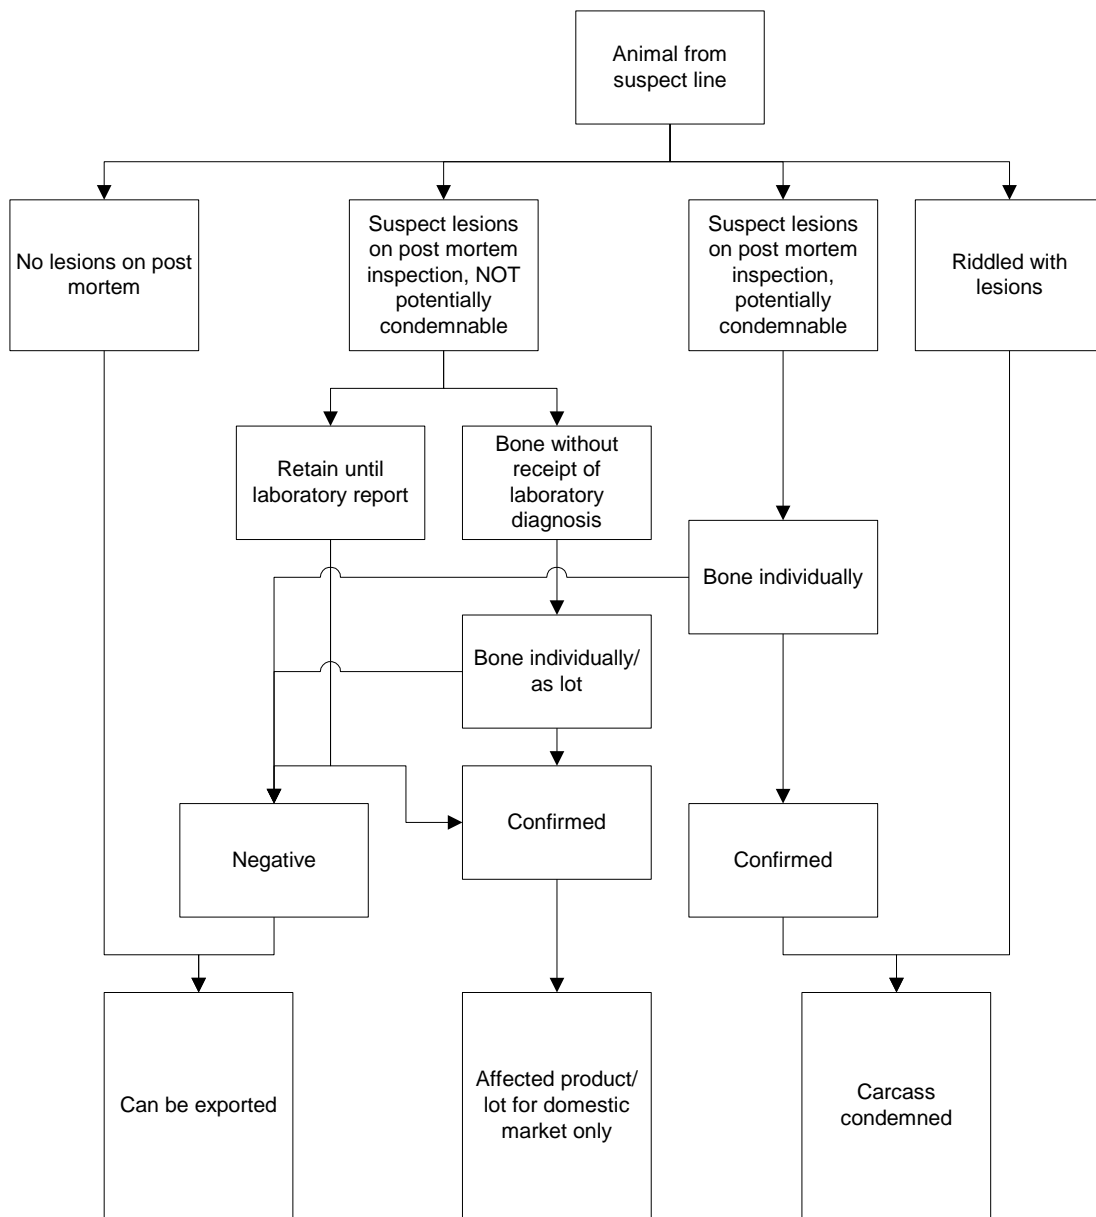 Animal from
suspect line
No lesions on post
mortem
Suspect lesions
on post mortem
inspection, NOT
potentially
condemnable
Suspect lesions
on post mortem
inspection,
potentially
condemnable
Riddled with
lesions
Retain until
laboratory report
Bone without
receipt of
laboratory
diagnosis
Bone individually
Bone individually/
as lot
Negative
Confirmed
Confirmed
Can be exported
Affected product/
lot for domestic
market only
Carcass
condemned